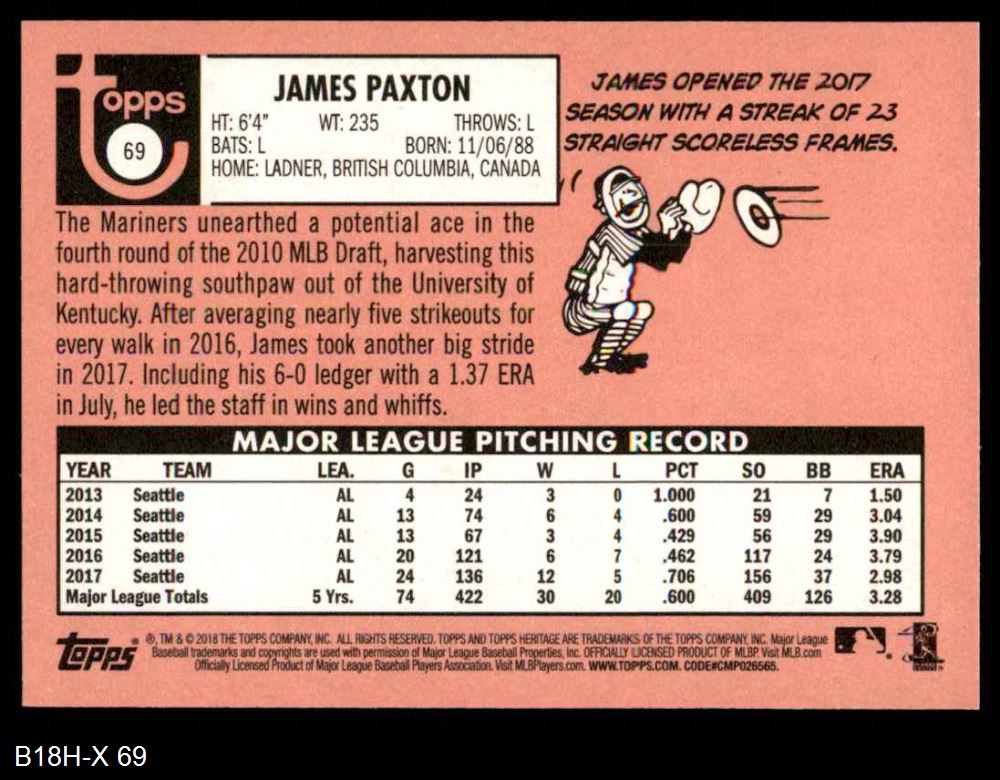 Topps
69
JAMES PAXTON
HT: 6'4" WT: 235 THROWS: L
BATS: L BORN: 11/06/88
HOME: LADNER, BRITISH COLUMBIA, CANADA
JAMES OPENED THE 2017
SEASON WITH A STREAK OF 23
STRAIGHT SCORELESS FRAMES.
The Mariners unearthed a potential ace in the
fourth round of the 2010 MLB Draft, harvesting this
hard-throwing southpaw out of the University of
Kentucky. After averaging nearly five strikeouts for
every walk in 2016, James took another big stride
in 2017. Including his 6-0 ledger with a 1.37 ERA
in July, he led the staff in wins and whiffs.
MAJOR LEAGUE PITCHING RECORD
YEAR TEAM LEA. G IP W L PCT SO BB ERA
2013 Seattle AL 4 24 3 0 1.000 21 7 1.50
2014 Seattle AL 13 74 6 4 .600 59 29 3.04
2015 Seattle AL 13 67 3 4 .429 56 29 3.90
2016 Seattle AL 20 121 6 7 .462 117 24 3.79
2017 Seattle AL 24 136 12 5 .706 156 37 2.98
Major League Totals 5 Yrs. 74 422 30 20 .600 409 126 3.28
Topps
®, TM & © 2018 THE TOPPS COMPANY, INC. ALL RIGHTS RESERVED. TOPPS AND TOPPS HERITAGE ARE TRADEMARKS OF THE TOPPS COMPANY, INC. Major League
Baseball trademarks and copyrights are used with permission of Major League Baseball Properties, Inc. OFFICIALLY LICENSED PRODUCT OF MLBP Visit MLB.com
Officially Licensed Product of Major League Baseball Players Association. Visit MLBPlayers.com. WWW.TOPPS.COM. CODE#CMP026565.
B18H-X 69